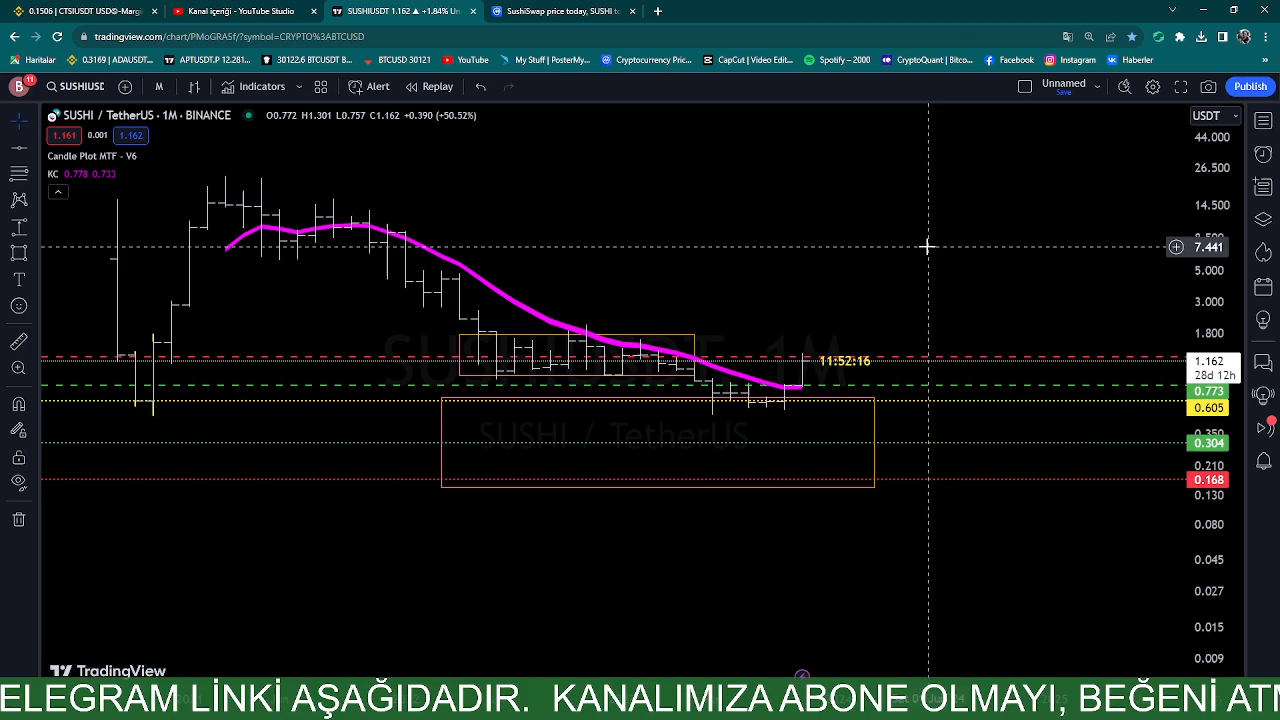 0.1506 | CTSIUSDT USDⓈ-Margin
Kanal içeriği - YouTube Studio
SUSHIUSDT 1.162 ▲ +1.84% Un
SushiSwap price today, SUSHI to
tradingview.com/chart/PMoGRA5f/?symbol=CRYPTO%3ABTCUSD
Haritalar
0.3169 | ADAUSDT...
APTUSDT.P 12.281...
30122.6 BTCUSDT B...
BTCUSD 30121
YouTube
My Stuff | PosterMy...
Cryptocurrency Pric...
CapCut | Video Edit...
Spotify – 2000
CryptoQuant | Bitco...
Facebook
Instagram
Haberler
»
B 11
SUSHIUSD
M
Indicators
Alert
Replay
Unnamed
Save
Publish
SUSHI / TetherUS · 1M · BINANCE
O0.772 H1.301 L0.757 C1.162 +0.390 (+50.52%)
USDT
1.161 0.001 1.162
Candle Plot MTF - V6
KC 0.778 0.733
44.000
26.500
14.500
7.441
5.000
3.000
1.800
SUSHIUSDT, 1M
SUSHI / TetherUS
11:52:16
1.162
28d 12h
0.773
0.605
0.350
0.304
0.210
0.168
0.130
0.080
0.045
0.027
0.015
0.009
TradingView
ELEGRAM LİNKİ AŞAĞIDADIR. KANALIMIZA ABONE OLMAYI, BEĞENİ ATI